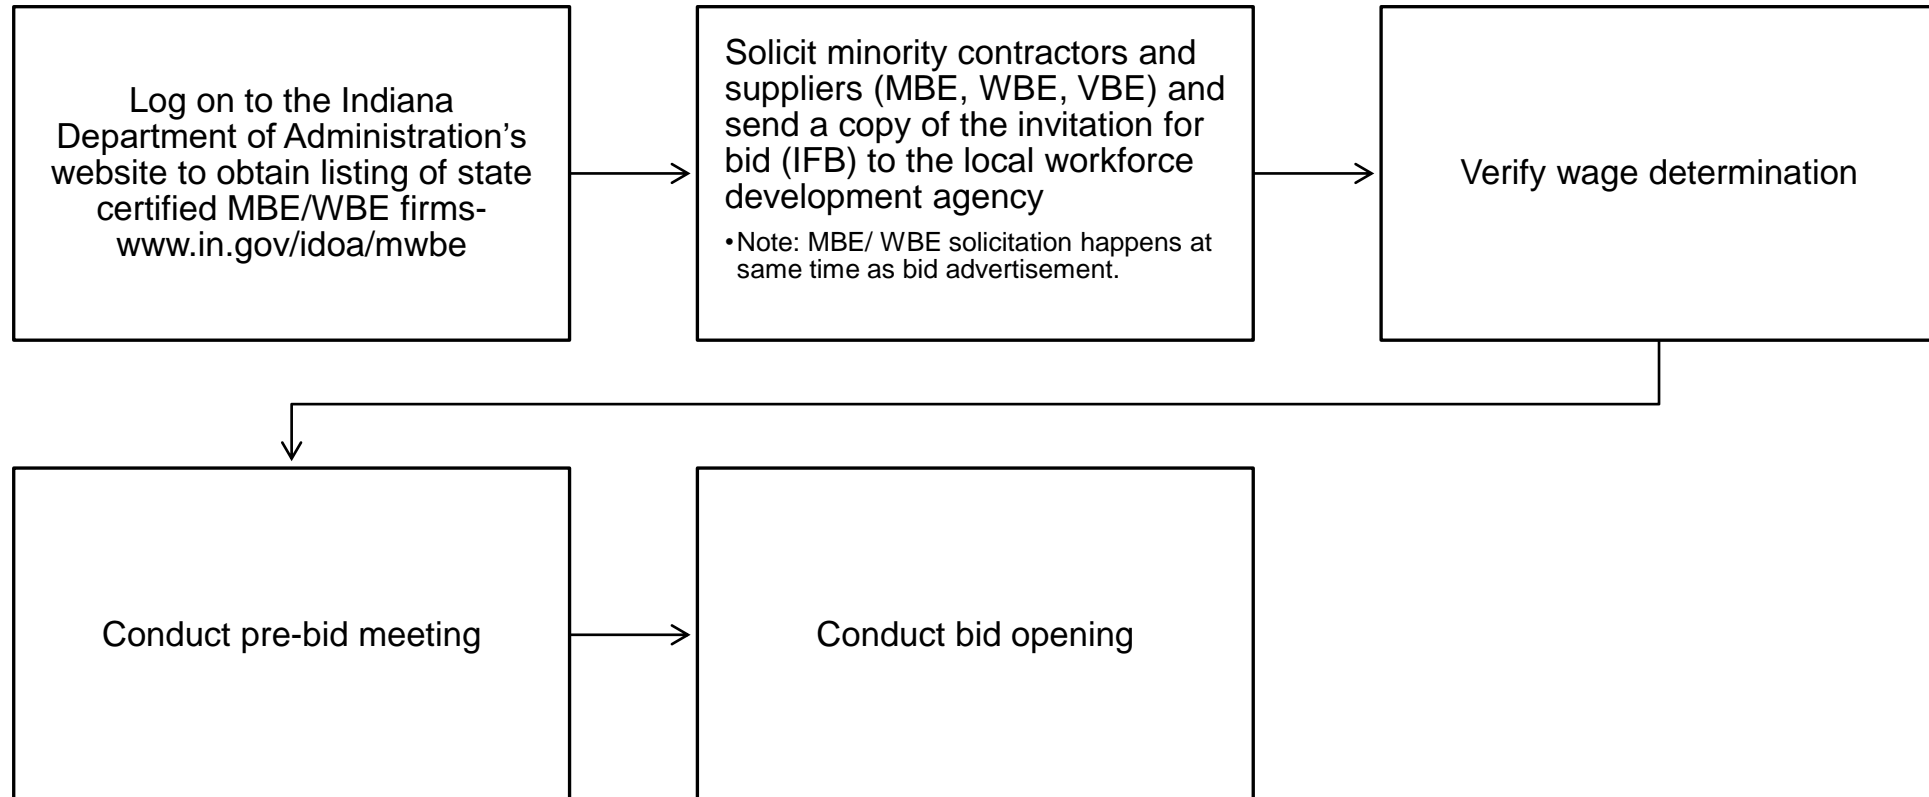 Log on to the Indiana
Department of Administration’s
website to obtain listing of state
certified MBE/WBE firms-
www.in.gov/idoa/mwbe
Solicit minority contractors and
suppliers (MBE, WBE, VBE) and
send a copy of the invitation for
bid (IFB) to the local workforce
development agency
•Note: MBE/ WBE solicitation happens at
same time as bid advertisement.
Verify wage determination
Conduct pre-bid meeting
Conduct bid opening